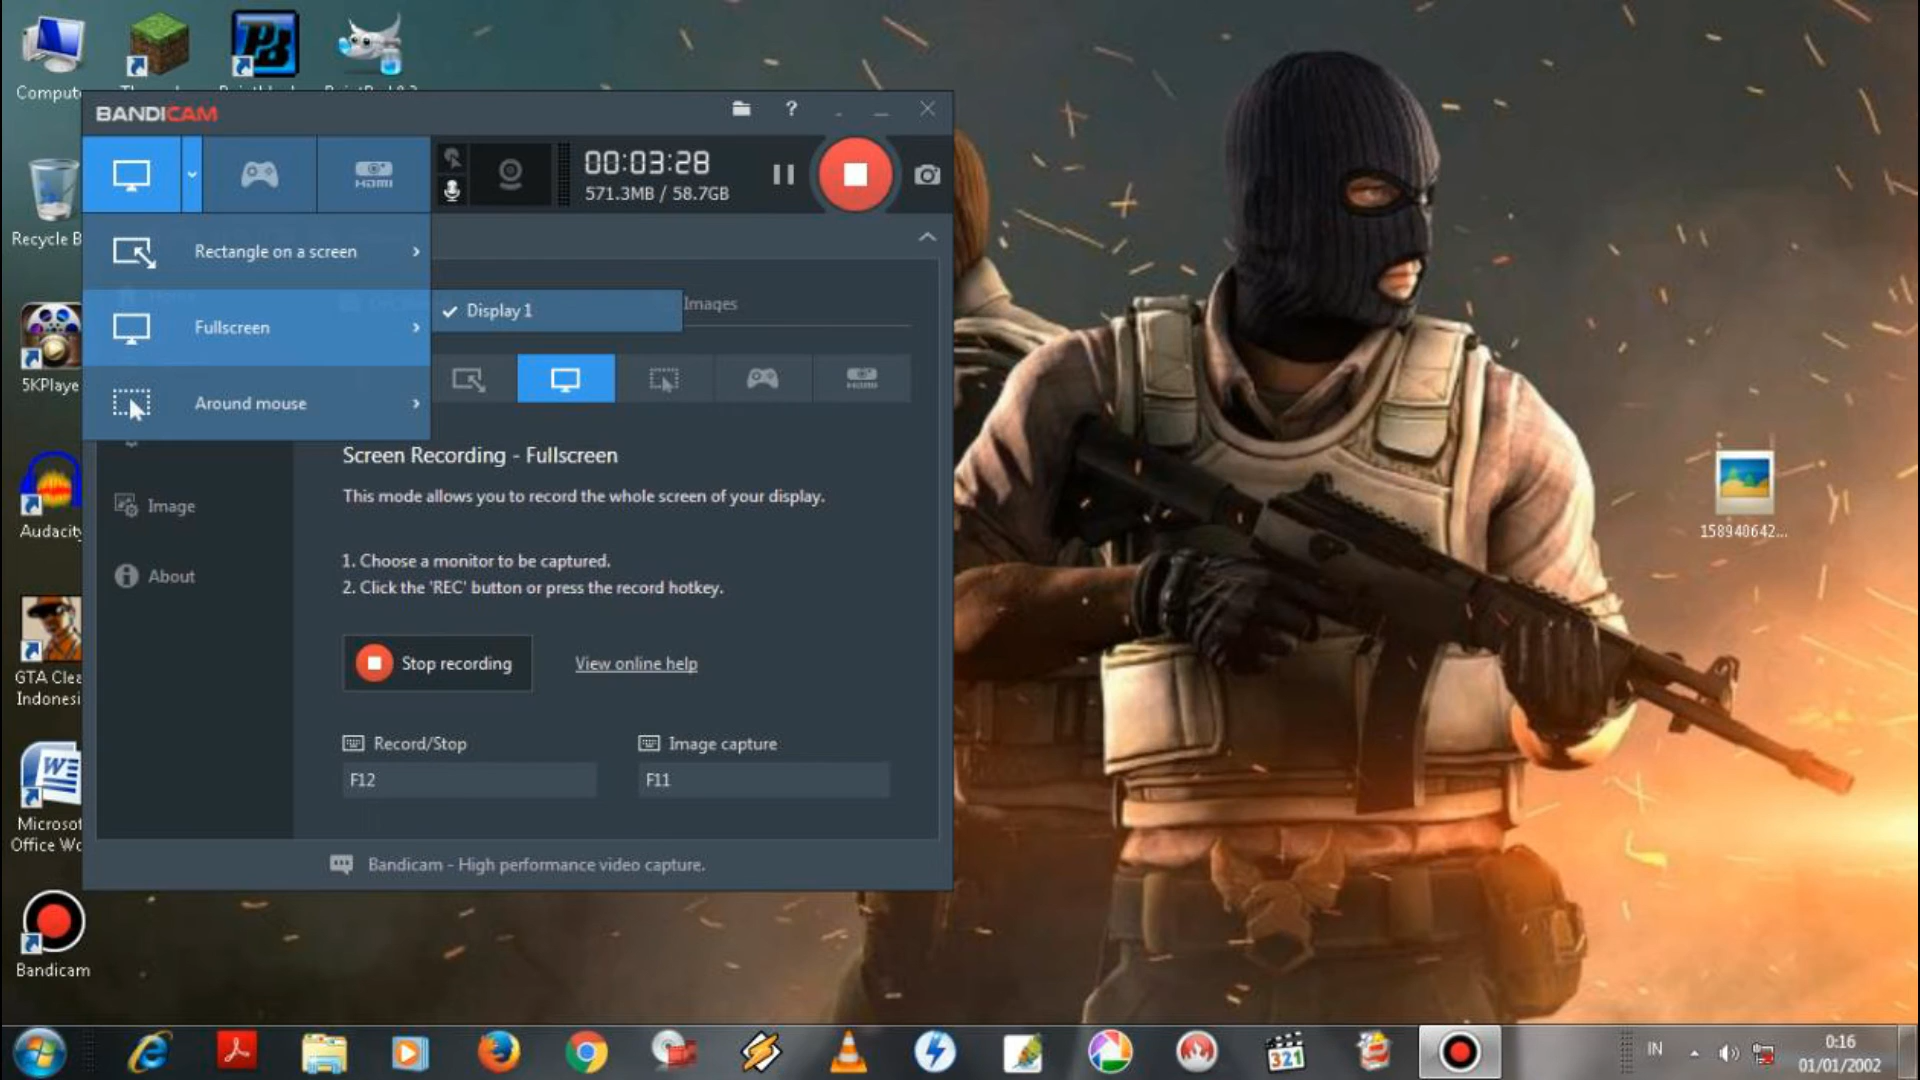 Comput
Recycle B
5KPlaye
Audacity
GTA Clea
Indonesi
Microsof
Office Wo
Bandicam
BANDICAM
?
HDMI
00:03:28
571.3MB / 58.7GB
Rectangle on a screen
Fullscreen
Display 1
Images
Around mouse
HDMI
Image
About
Screen Recording - Fullscreen
This mode allows you to record the whole screen of your display.
1. Choose a monitor to be captured.
2. Click the 'REC' button or press the record hotkey.
Stop recording
View online help
Record/Stop
Image capture
F12
F11
Bandicam - High performance video capture.
158940642...
321
IN
0:16
01/01/2002